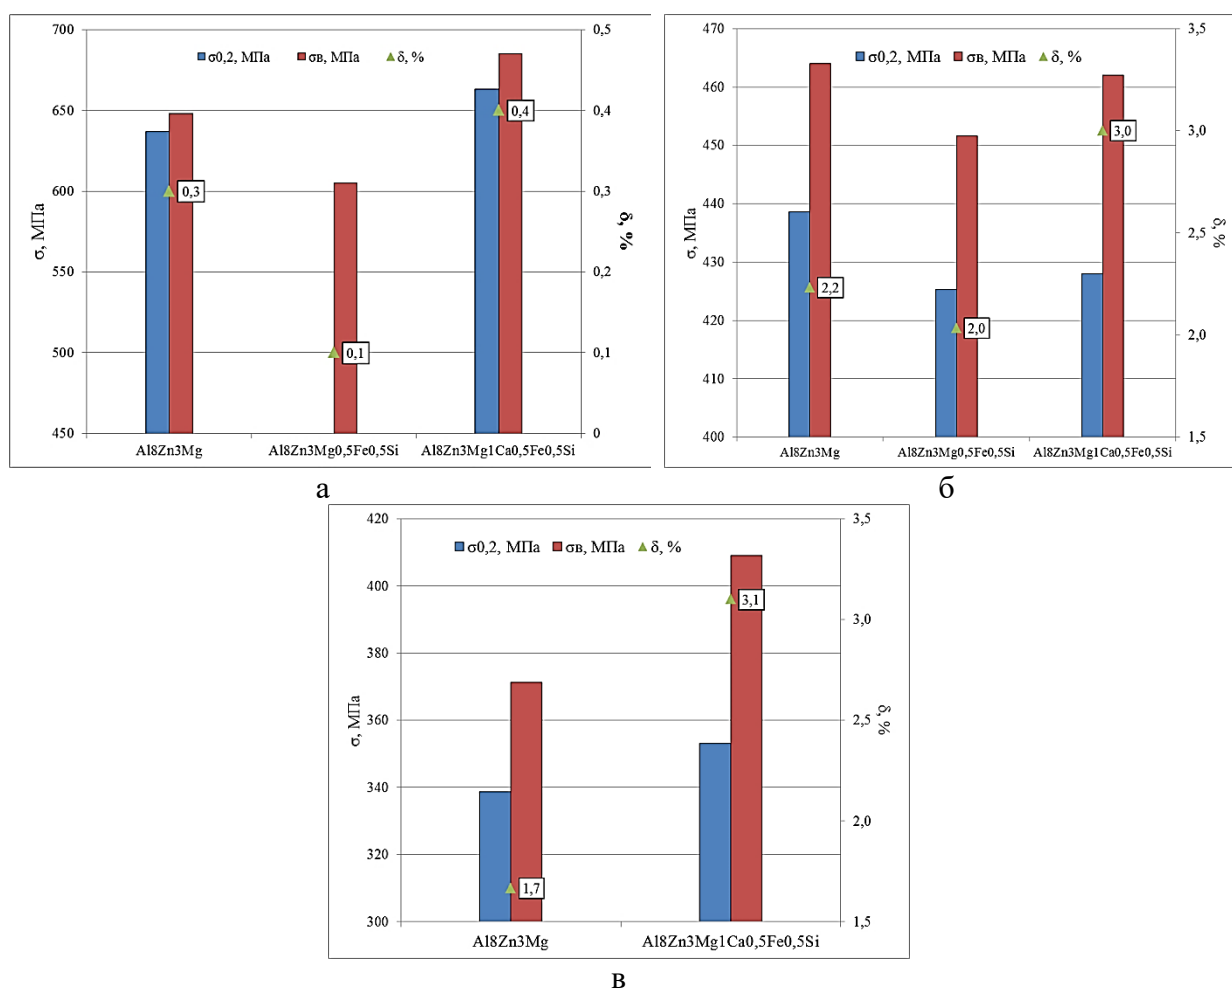 700
650
600
550
500
450
σ, МПа
σ0,2, МПа
σв, МПа
δ, %
0,3
0,1
0,4
0,5
0,4
0,3
0,2
0,1
0
δ, %
Al8Zn3Mg
Al8Zn3Mg0,5Fe0,5Si
Al8Zn3Mg1Ca0,5Fe0,5Si
а
470
460
450
440
430
420
410
400
σ, МПа
σ0,2, МПа
σв, МПа
δ, %
2,2
2,0
3,0
3,5
3,0
2,5
2,0
1,5
δ, %
Al8Zn3Mg
Al8Zn3Mg0,5Fe0,5Si
Al8Zn3Mg1Ca0,5Fe0,5Si
б
420
400
380
360
340
320
300
σ, МПа
σ0,2, МПа
σв, МПа
δ, %
1,7
3,1
3,5
3,0
2,5
2,0
1,5
δ, %
Al8Zn3Mg
Al8Zn3Mg1Ca0,5Fe0,5Si
в